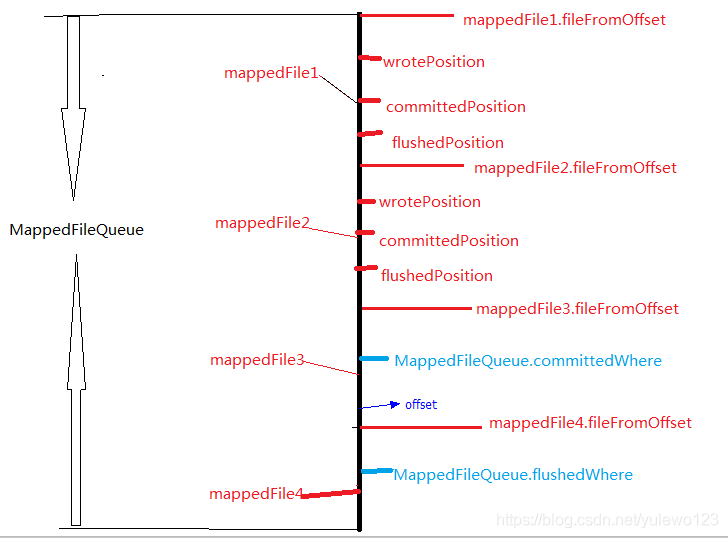 mappedFile1.fileFromOffset
wrotePosition
mappedFile1
committedPosition
flushedPosition
mappedFile2.fileFromOffset
wrotePosition
mappedFile2
MappedFileQueue
committedPosition
flushedPosition
mappedFile3.fileFromOffset
mappedFile3
MappedFileQueue.committedWhere
offset
mappedFile4.fileFromOffset
MappedFileQueue.flushedWhere
mappedFile4
https://blog.csdn.net/yulewo123